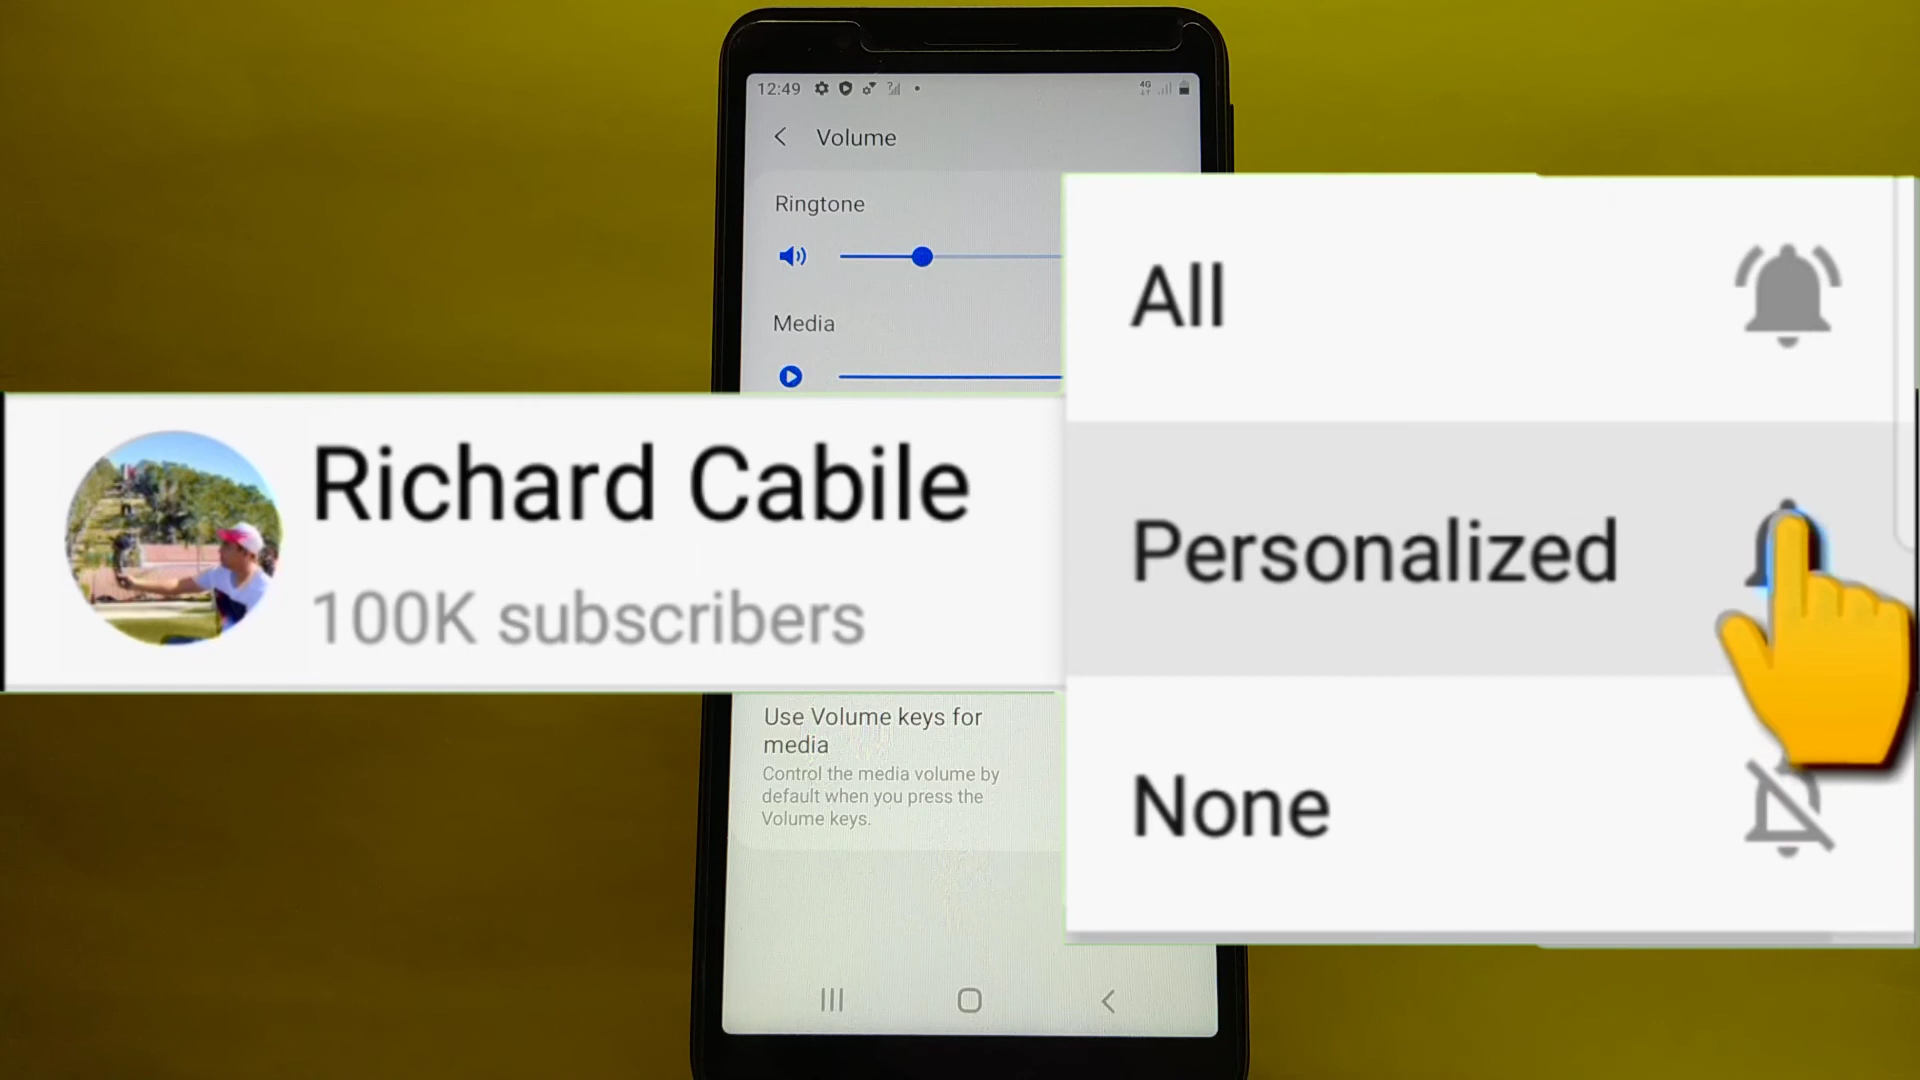 12:49
4G
Volume
Ringtone
Media
All
Personalized
None
Richard Cabile
100K subscribers
Use Volume keys for
media
Control the media volume by
default when you press the
Volume keys.